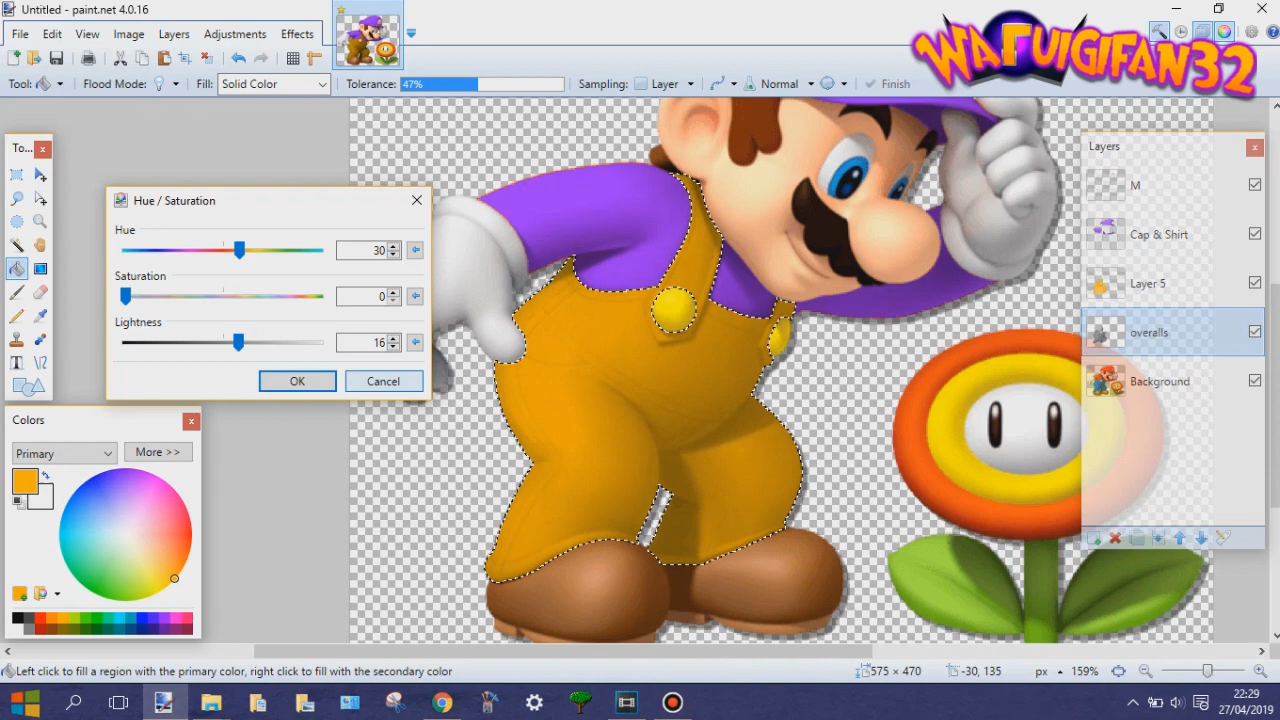 Untitled - paint.net 4.0.16
File Edit View Image Layers Adjustments Effects
WALUIGIFAN32
Tool: Flood Mode: Fill: Solid Color Tolerance: 47% Sampling: Layer Normal Finish
To...
Layers
M
Cap & Shirt
Layer 5
overalls
Background
Hue / Saturation
Hue
30
Saturation
0
Lightness
16
OK Cancel
Colors
Primary More >>
Left click to fill a region with the primary color, right click to fill with the secondary color 575 × 470 -30, 135 px 159%
22:29
27/04/2019